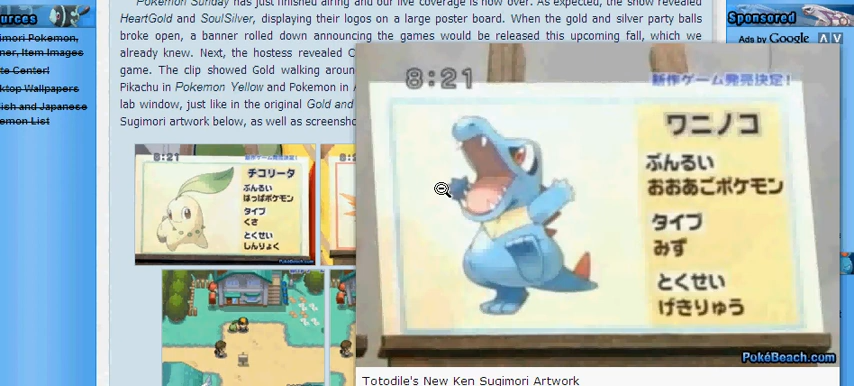 urces
imori Pokemon,
ner, Item Images
te Center!
ktop Wallpapers
ish and Japanese
emon List
Pokemon Sunday has just finished airing and our live coverage is now over. As expected, the show revealed
HeartGold and SoulSilver, displaying their logos on a large poster board. When the gold and silver party balls
broke open, a banner rolled down announcing the games would be released this upcoming fall, which we
already knew. Next, the hostess revealed C
game. The clip showed Gold walking aroun
Pikachu in Pokemon Yellow and Pokemon in
lab window, just like in the original Gold and
Sugimori artwork below, as well as screensho
8:21
チコリータ
ぶんるい
はっぱポケモン
タイプ
くさ
とくせい
しんりょく
PokéBeach.com
8:21
新作ゲーム発売決定!
ワニノコ
ぶんるい
おおあごポケモン
タイプ
みず
とくせい
げきりゅう
PokéBeach.com
Totodile's New Ken Sugimori Artwork
Sponsored
Ads by Google